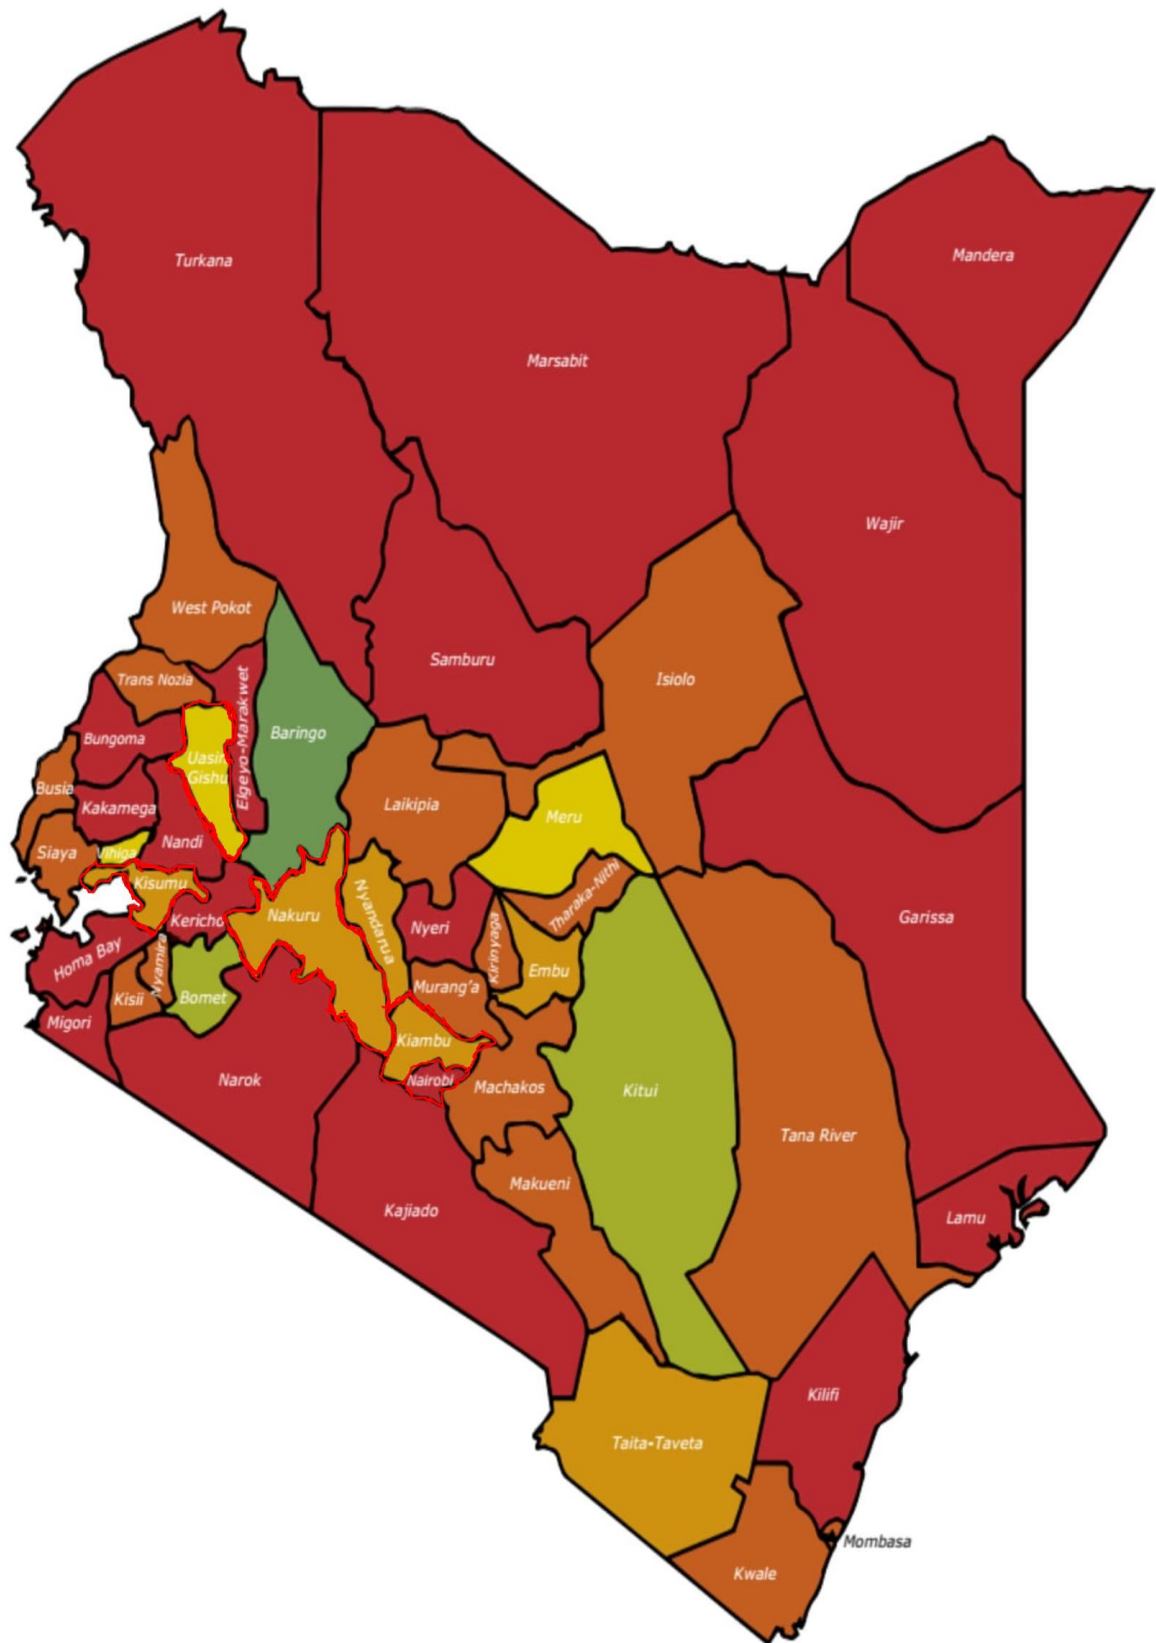 Turkana
Mandera
Marsabit
Wajir
West Pokot
Samburu
Isiolo
Trans Nozia
Elgeyo-Marakwet
Baringo
Bungoma
Uasin
Gishu
Busia
Kakamega
Laikipia
Meru
Nandi
Siaya
Vihiga
Kisumu
Tharaka-Nithi
Nakuru
Nyandarua
Kericho
Nyeri
Kirinyaga
Garissa
Homa Bay
Nyamira
Embu
Murang'a
Kisii
Bomet
Migori
Kiambu
Narok
Nairobi
Machakos
Kitui
Tana River
Makueni
Kajiado
Lamu
Kilifi
Taita-Taveta
Mombasa
Kwale